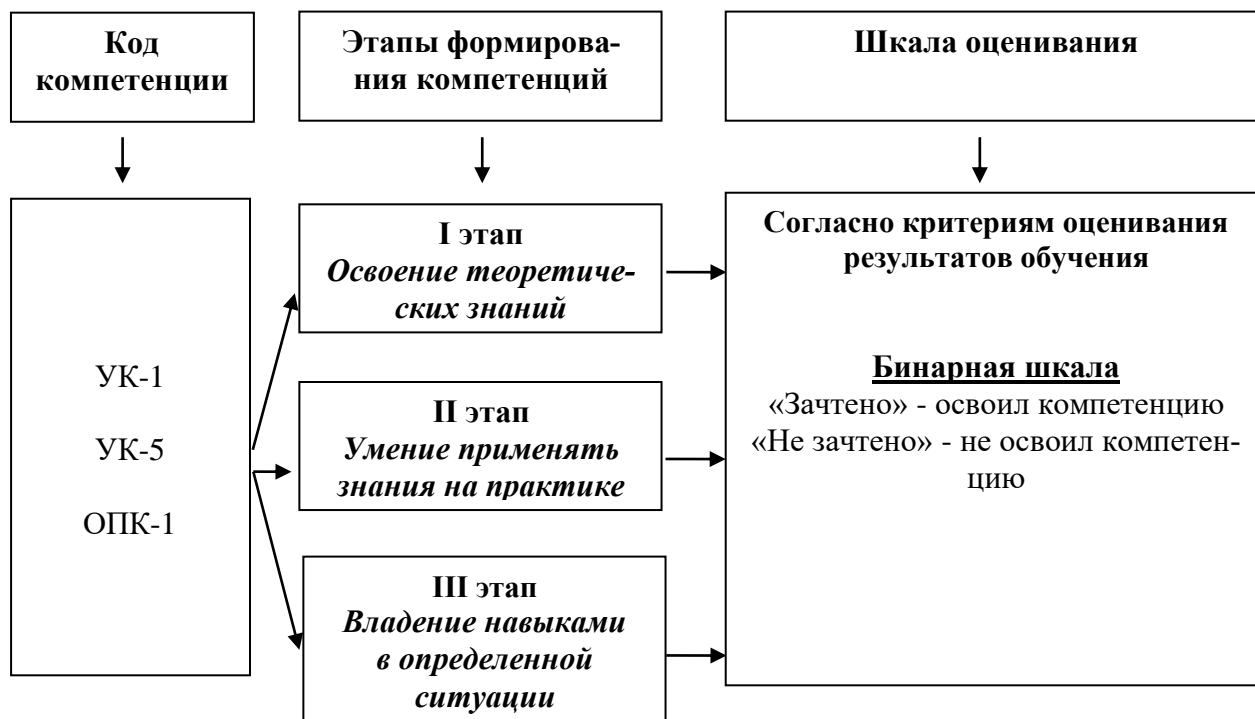 Код
компетенции
Этапы формирова-
ния компетенций
Шкала оценивания
УК-1
УК-5
ОПК-1
I этап
Освоение теоретиче-
ских знаний
II этап
Умение применять
знания на практике
III этап
Владение навыками
в определенной
ситуации
Согласно критериям оценивания
результатов обучения
Бинарная шкала
«Зачтено» - освоил компетенцию
«Не зачтено» - не освоил компетен-
цию